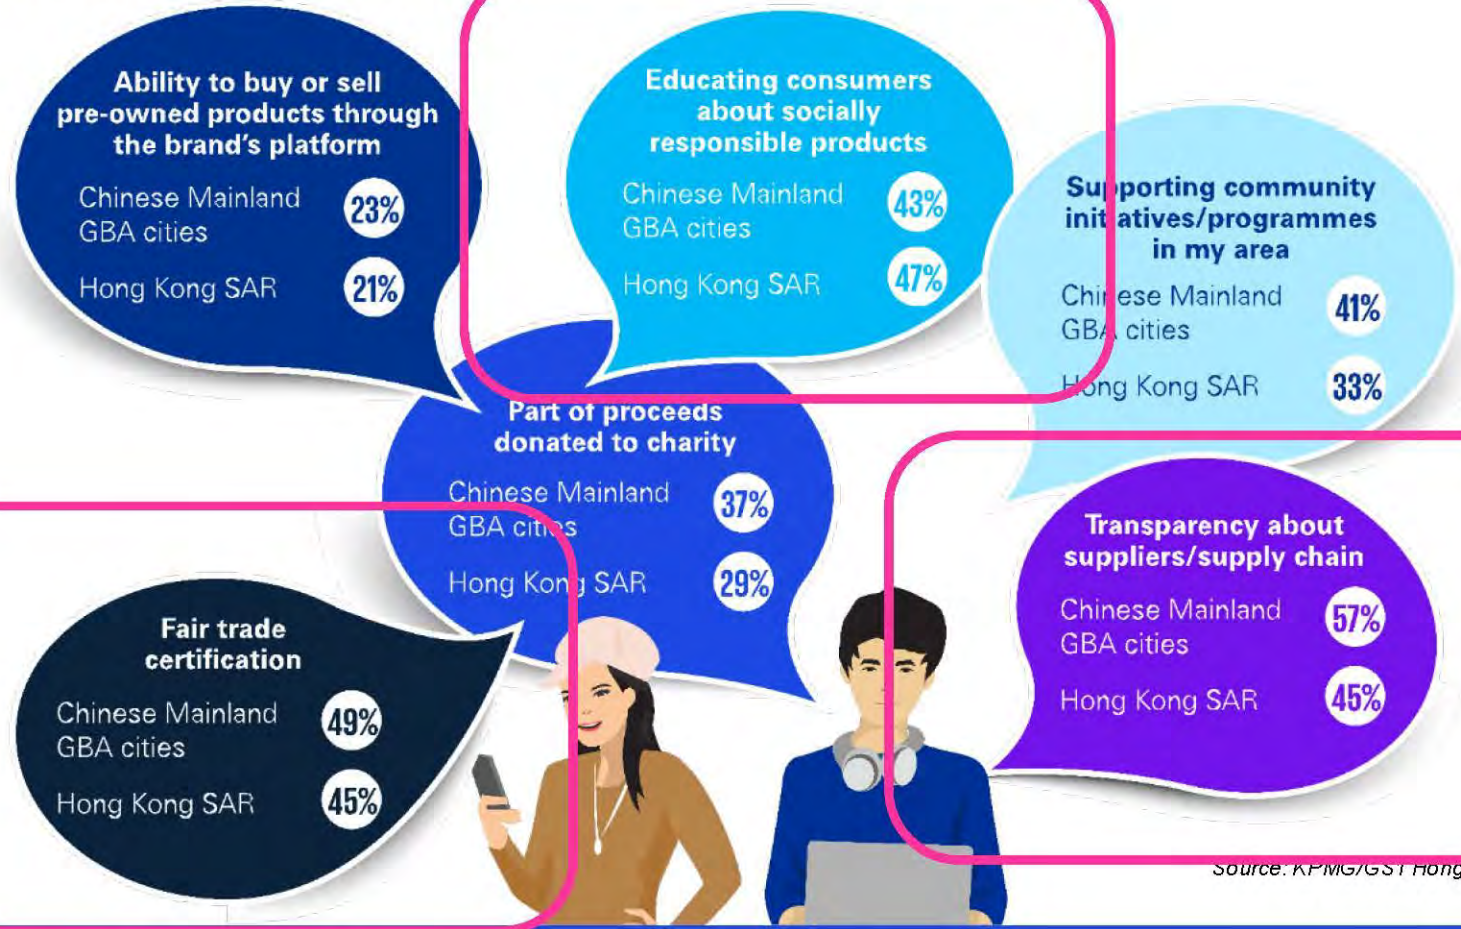 Ability to buy or sell
pre-owned products through
the brand's platform
Chinese Mainland
GBA cities
23%
Hong Kong SAR
21%
Educating consumers
about socially
responsible products
Chinese Mainland
GBA cities
43%
Hong Kong SAR
47%
Supporting community
initiatives/programmes
in my area
Chinese Mainland
GBA cities
41%
Hong Kong SAR
33%
Part of proceeds
donated to charity
Chinese Mainland
GBA cities
37%
Hong Kong SAR
29%
Fair trade
certification
Chinese Mainland
GBA cities
49%
Hong Kong SAR
45%
Transparency about
suppliers/supply chain
Chinese Mainland
GBA cities
57%
Hong Kong SAR
45%
Source: KPMG/GS1 Hong